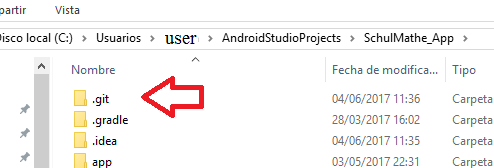 partir Vista
Disco local (C:) > Usuarios > user > AndroidStudioProjects > SchulMathe_App >
Nombre Fecha de modifica... Tipo
.git 04/06/2017 11:36 Carpeta
.gradle 28/03/2017 16:02 Carpeta
.idea 04/06/2017 11:35 Carpeta
app 03/05/2017 22:31 Carpeta